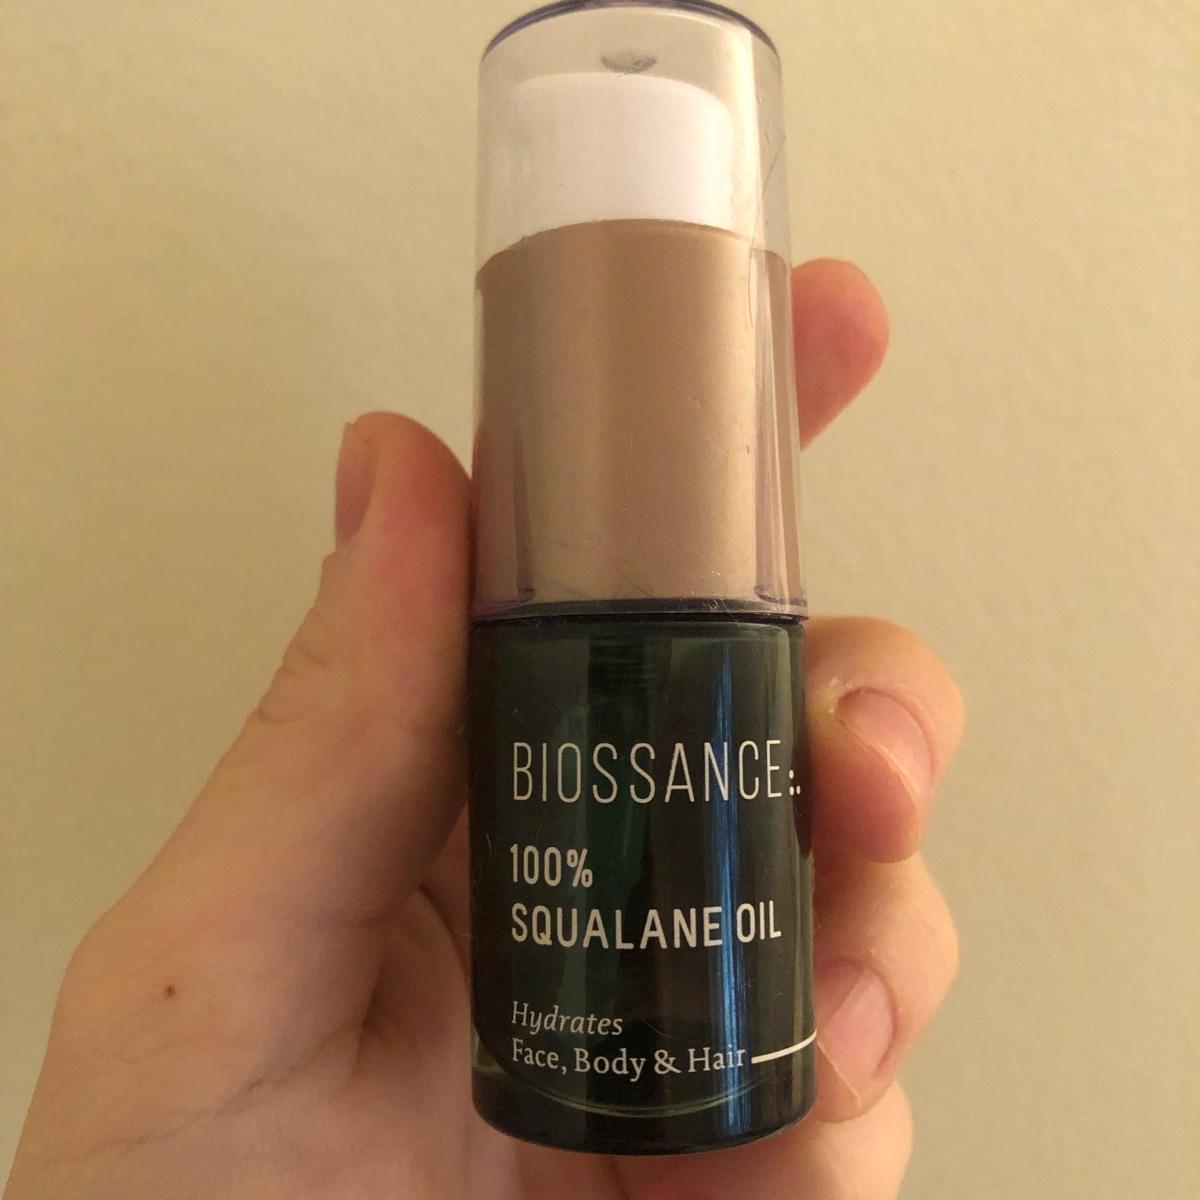 BIOSSANCE:.
100%
SQUALANE OIL
Hydrates
Face, Body & Hair